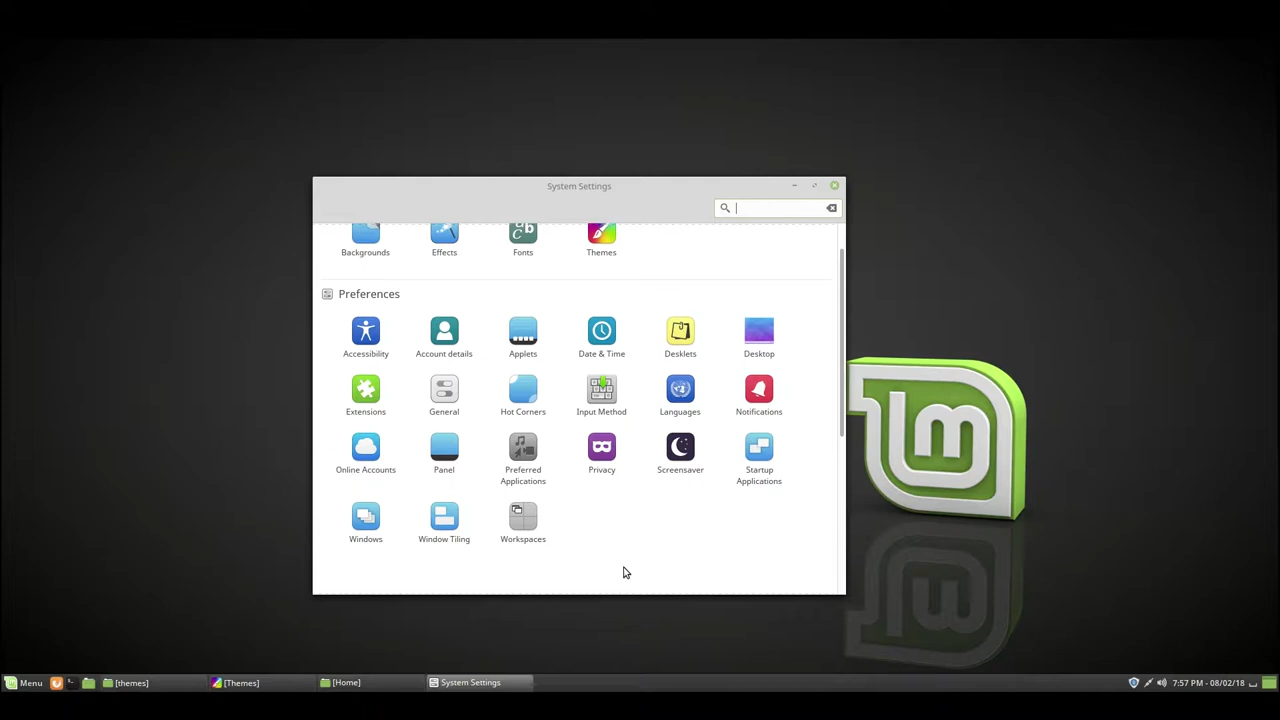 System Settings
Backgrounds Effects Fonts Themes
Preferences
Accessibility Account details Applets Date & Time Desklets Desktop
Extensions General Hot Corners Input Method Languages Notifications
Online Accounts Panel Preferred Applications Privacy Screensaver Startup Applications
Windows Window Tiling Workspaces
Menu [themes] [Themes] [Home] System Settings 7:57 PM - 08/02/18